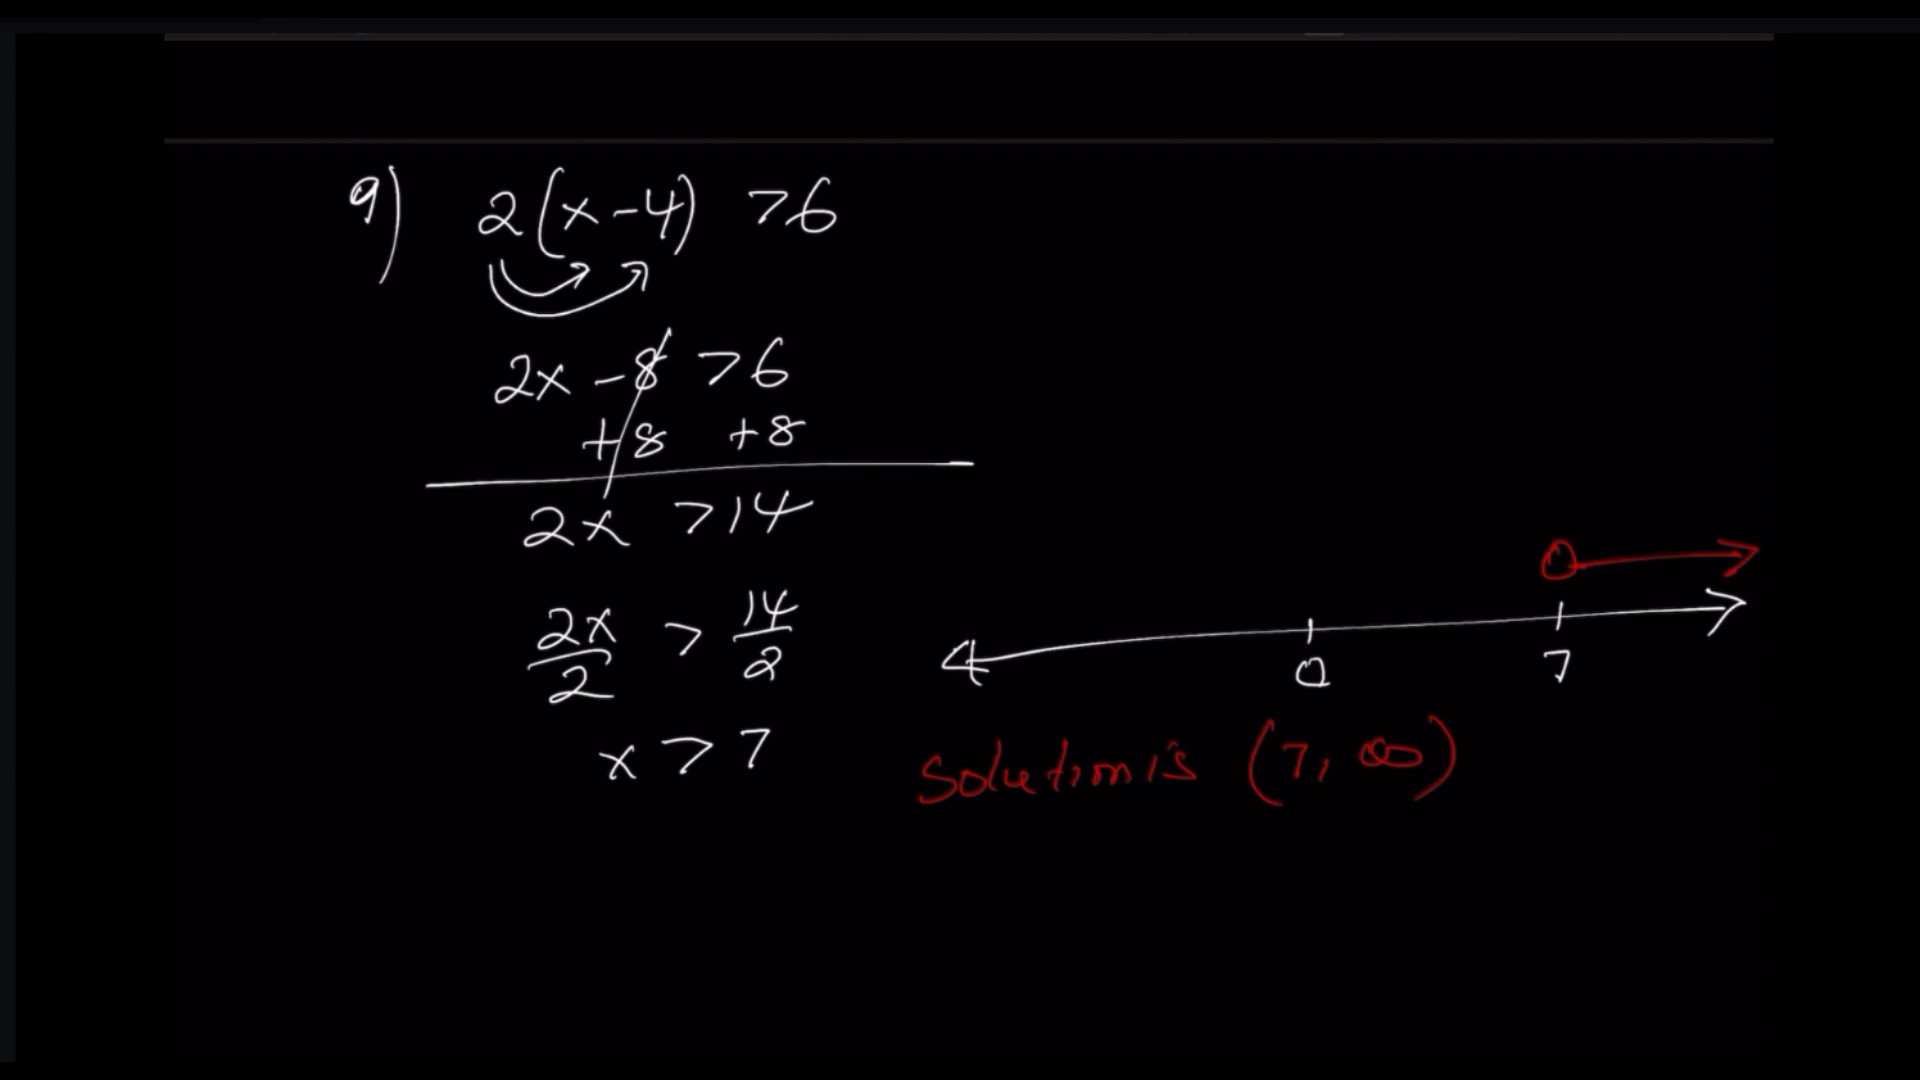 9) 2(x-4) >6
2x -8 >6
+8 +8
2x >14
2x/2 > 14/2
x > 7
0 7
Solution is (7, ∞)